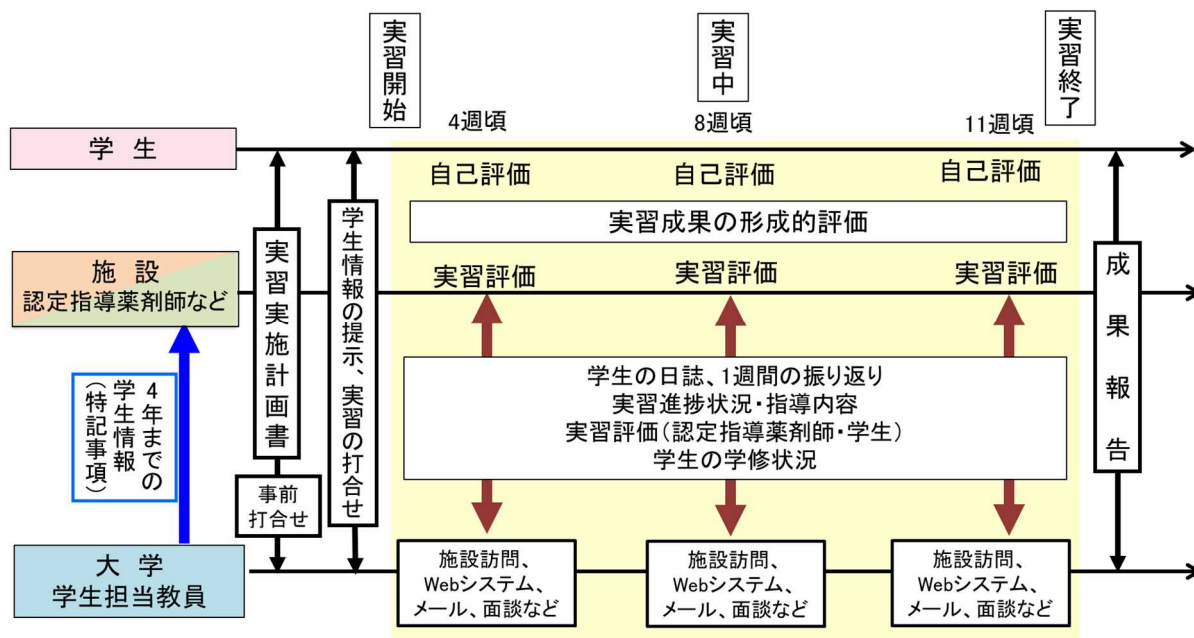 実習開始
実習中
実習終了
4週頃
8週頃
11週頃
学 生
自己評価
自己評価
自己評価
実習成果の形成的評価
施 設
認定指導薬剤師など
実習評価
実習評価
実習評価
4年までの
学生情報
(特記事項)
実習実施計画書
事前
打合せ
学生情報の提示、実習の打合せ
学生の日誌、1週間の振り返り
実習進捗状況・指導内容
実習評価(認定指導薬剤師・学生)
学生の学修状況
成果報告
大 学
学生担当教員
施設訪問、
Webシステム、
メール、面談など
施設訪問、
Webシステム、
メール、面談など
施設訪問、
Webシステム、
メール、面談など